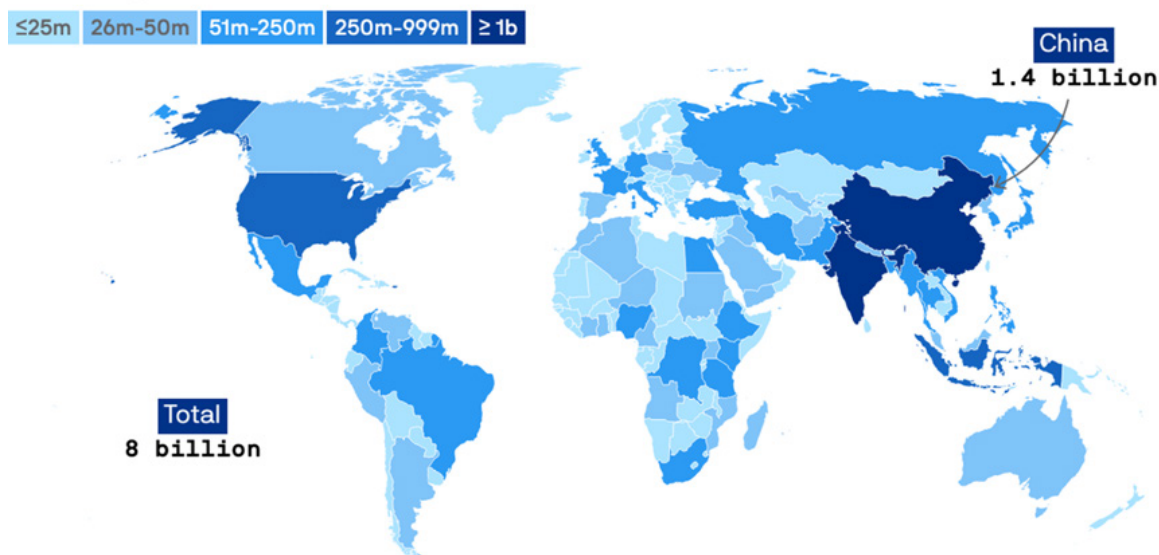 ≤25m 26m-50m 51m-250m 250m-999m ≥ 1b
China
1.4 billion
Total
8 billion